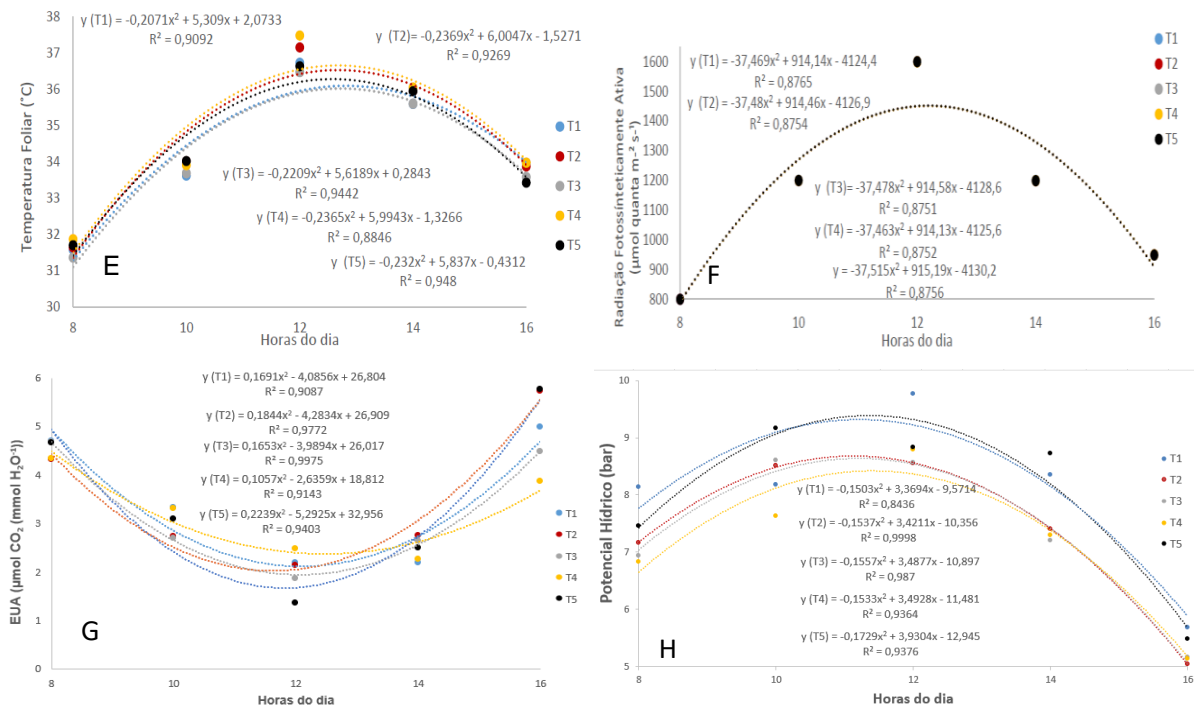 Temperatura Foliar (°C)
38
37
36
35
34
33
32
31
30
y (T1) = -0,2071x² + 5,309x + 2,0733
R² = 0,9092
y (T2)= -0,2369x² + 6,0047x - 1,5271
R² = 0,9269
y (T3) = -0,2209x² + 5,6189x + 0,2843
R² = 0,9442
y (T4) = -0,2365x² + 5,9943x - 1,3266
R² = 0,8846
y (T5) = -0,232x² + 5,837x - 0,4312
R² = 0,948
T1
T2
T3
T4
T5
E
8
10
12
14
16
Horas do dia
Radiação Fotossinteticamente Ativa
(µmol quanta m-² s-¹)
1600
1500
1400
1300
1200
1100
1000
900
800
y (T1) = -37,469x² + 914,14x - 4124,4
R² = 0,8765
y (T2) = -37,48x² + 914,46x - 4126,9
R² = 0,8754
y (T3)= -37,478x² + 914,58x - 4128,6
R² = 0,8751
y (T4) = -37,463x² + 914,13x - 4125,6
R² = 0,8752
y = -37,515x² + 915,19x - 4130,2
R² = 0,8756
T1
T2
T3
T4
T5
F
8
10
12
14
16
Horas do dia
EUA (µmol CO₂ (mmol H₂O⁻¹))
6
5
4
3
2
1
0
y (T1) = 0,1691x² - 4,0856x + 26,804
R² = 0,9087
y (T2) = 0,1844x² - 4,2834x + 26,909
R² = 0,9772
y (T3)= 0,1653x² - 3,9894x + 26,017
R² = 0,9975
y (T4) = 0,1057x² - 2,6359x + 18,812
R² = 0,9143
y (T5) = 0,2239x² - 5,2925x + 32,956
R² = 0,9403
T1
T2
T3
T4
T5
G
8
10
12
14
16
Horas do dia
Potencial Hídrico (bar)
10
9
8
7
6
5
y (T1) = -0,1503x² + 3,3694x - 9,5714
R² = 0,8436
y (T2) = -0,1537x² + 3,4211x - 10,356
R² = 0,9998
y (T3) = -0,1557x² + 3,4877x - 10,897
R² = 0,987
y (T4) = -0,1533x² + 3,4928x - 11,481
R² = 0,9364
y (T5) = -0,1729x² + 3,9304x - 12,945
R² = 0,9376
T1
T2
T3
T4
T5
H
8
10
12
14
16
Horas do dia